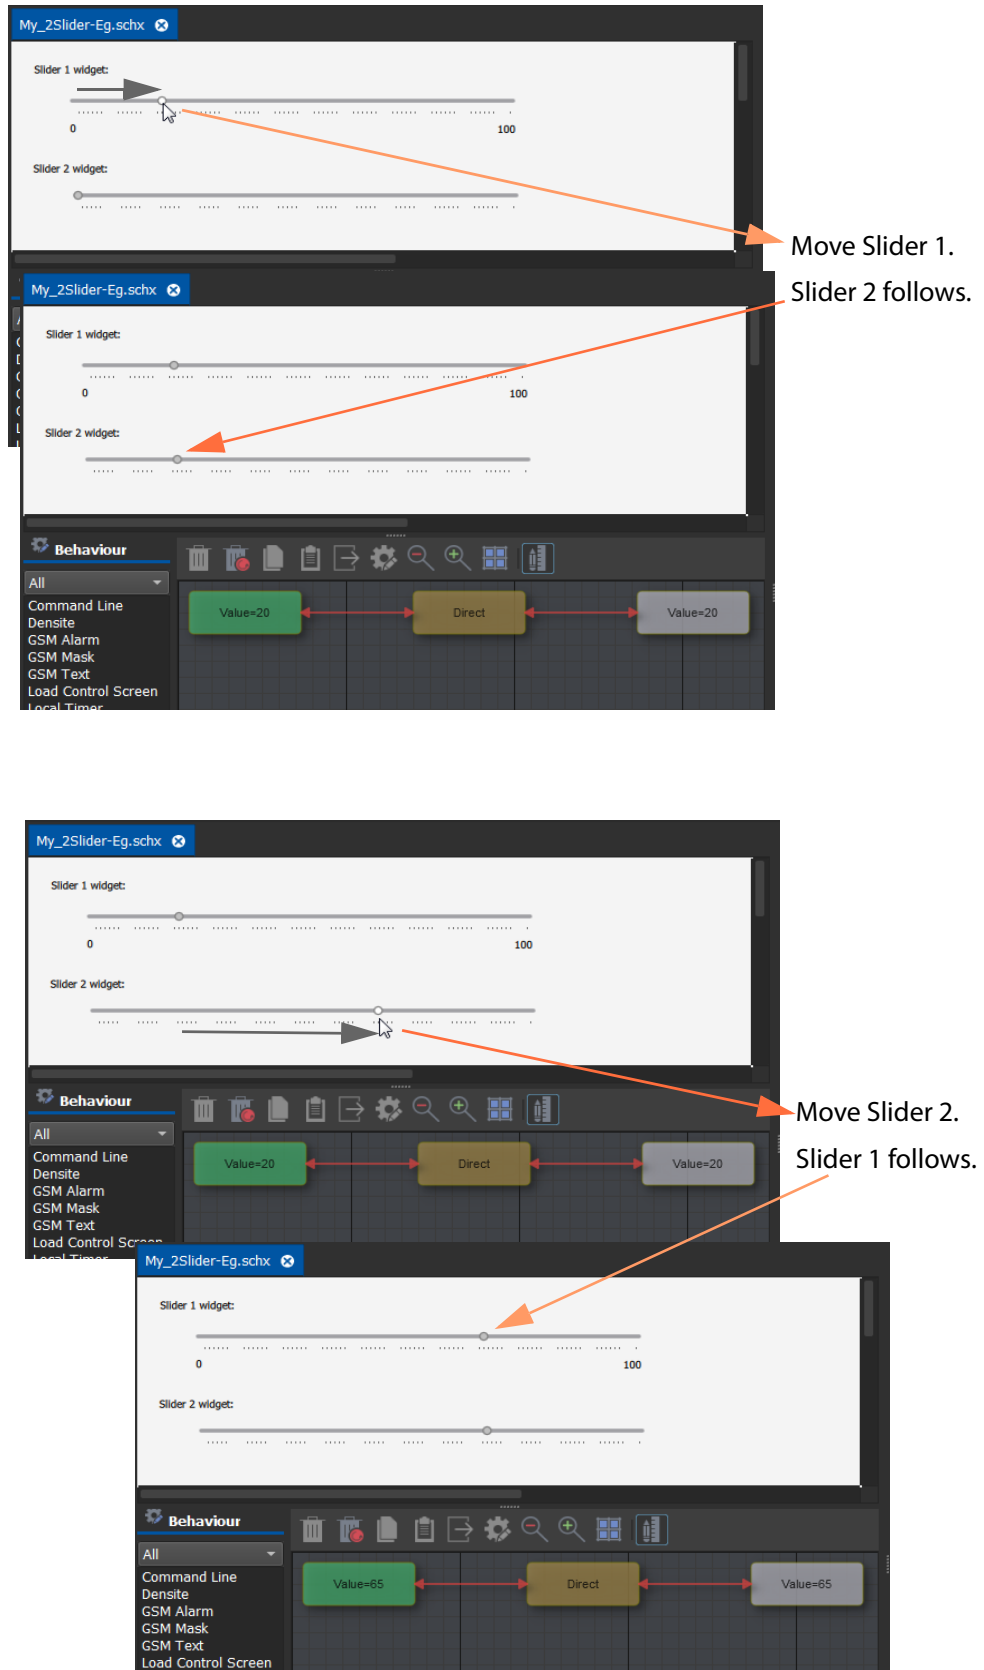 My_2Slider-Eg.schx
Slider 1 widget:
0 100
Slider 2 widget:
Move Slider 1.
Slider 2 follows.
My_2Slider-Eg.schx
Slider 1 widget:
0 100
Slider 2 widget:
Behaviour
All
Command Line
Densite
GSM Alarm
GSM Mask
GSM Text
Load Control Screen
Local Timer
Value=20 Direct Value=20
My_2Slider-Eg.schx
Slider 1 widget:
0 100
Slider 2 widget:
Move Slider 2.
Slider 1 follows.
Behaviour
All
Command Line
Densite
GSM Alarm
GSM Mask
GSM Text
Load Control Screen
Local Timer
Value=20 Direct Value=20
My_2Slider-Eg.schx
Slider 1 widget:
0 100
Slider 2 widget:
Behaviour
All
Command Line
Densite
GSM Alarm
GSM Mask
GSM Text
Load Control Screen
Value=65 Direct Value=65